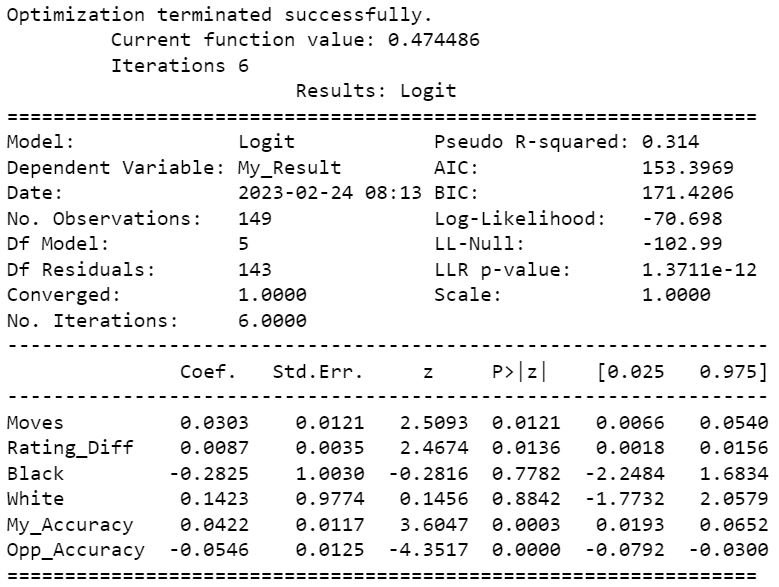 Optimization terminated successfully.
         Current function value: 0.474486
         Iterations 6
                         Results: Logit
=================================================================
Model:              Logit            Pseudo R-squared: 0.314
Dependent Variable: My_Result        AIC:              153.3969
Date:               2023-02-24 08:13 BIC:              171.4206
No. Observations:   149              Log-Likelihood:   -70.698
Df Model:           5                LL-Null:          -102.99
Df Residuals:       143              LLR p-value:      1.3711e-12
Converged:          1.0000           Scale:            1.0000
No. Iterations:     6.0000
------------------------------------------------------------------
               Coef.   Std.Err.     z     P>|z|    [0.025   0.975]
------------------------------------------------------------------
Moves          0.0303    0.0121   2.5093  0.0121   0.0066   0.0540
Rating_Diff    0.0087    0.0035   2.4674  0.0136   0.0018   0.0156
Black         -0.2825    1.0030  -0.2816  0.7782  -2.2484   1.6834
White          0.1423    0.9774   0.1456  0.8842  -1.7732   2.0579
My_Accuracy    0.0422    0.0117   3.6047  0.0003   0.0193   0.0652
Opp_Accuracy  -0.0546    0.0125  -4.3517  0.0000  -0.0792  -0.0300
=================================================================